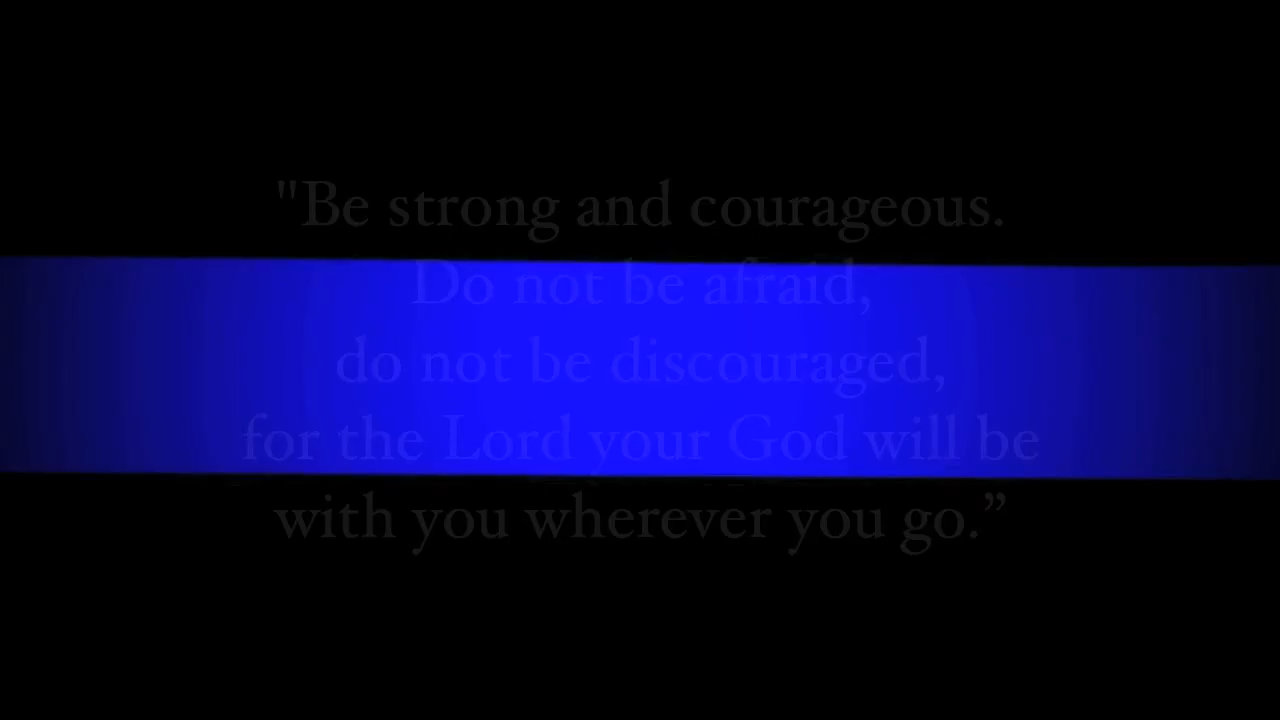 "Be strong and courageous.
Do not be afraid,
do not be discouraged,
for the Lord your God will be
with you wherever you go.”